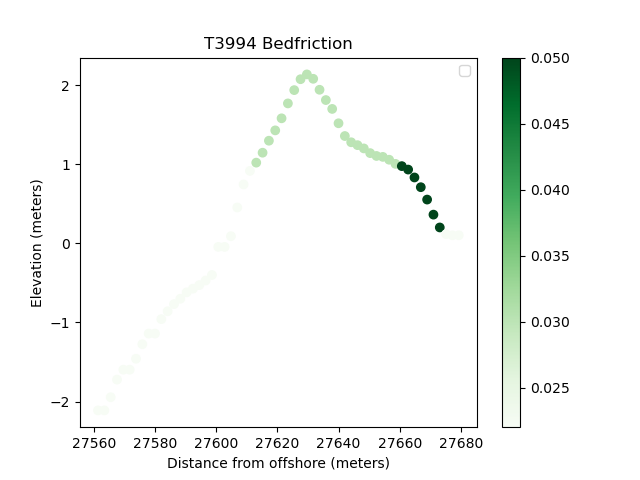 T3994 Bedfriction
Elevation (meters)
2
1
0
−1
−2
27560 27580 27600 27620 27640 27660 27680
Distance from offshore (meters)
0.050
0.045
0.040
0.035
0.030
0.025